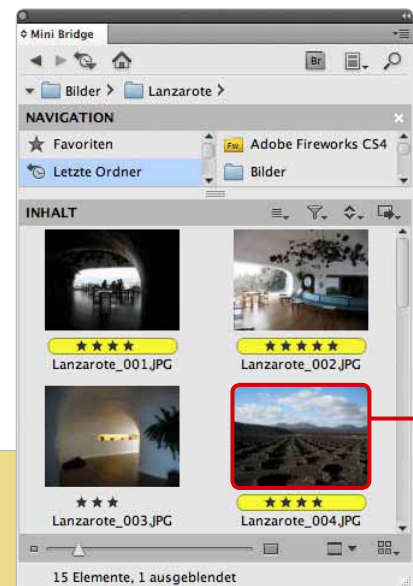 Mini Bridge
Br
Bilder > Lanzarote >
NAVIGATION
Favoriten
Fw Adobe Fireworks CS4
Letzte Ordner
Bilder
INHALT
★★★★
★★★★★
Lanzarote_001.JPG
Lanzarote_002.JPG
★★★
★★★★
Lanzarote_003.JPG
Lanzarote_004.JPG
15 Elemente, 1 ausgeblendet